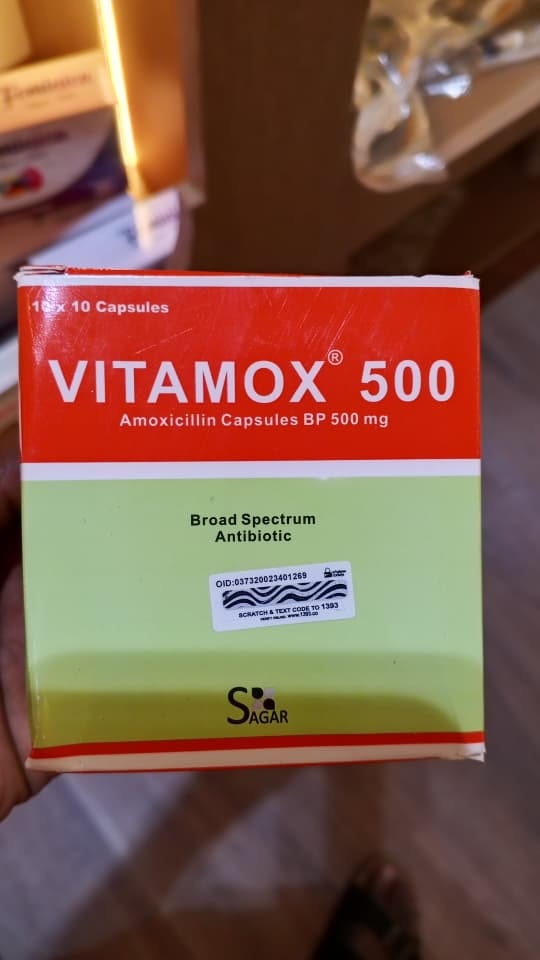 10 x 10 Capsules
VITAMOX® 500
Amoxicillin Capsules BP 500 mg
Broad Spectrum
Antibiotic
OID:037320023401269
SCRATCH & TEXT CODE TO 1393
SAGAR